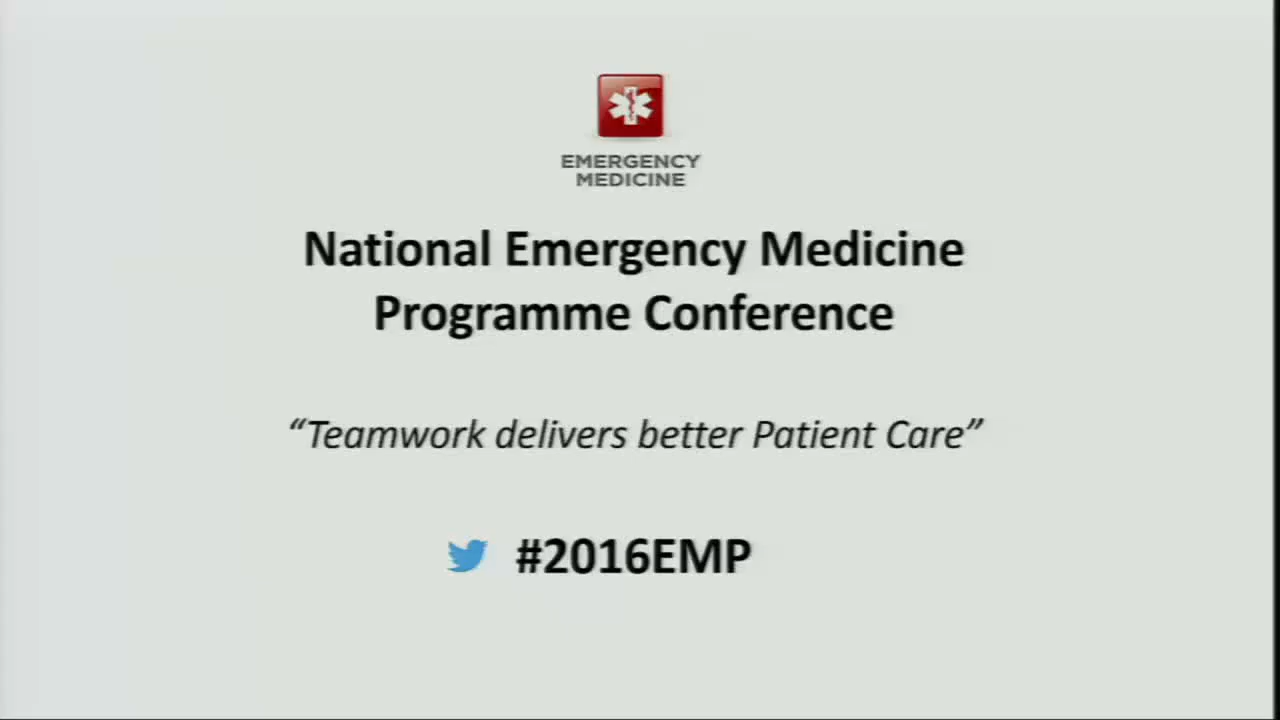 EMERGENCY
MEDICINE
National Emergency Medicine
Programme Conference
“Teamwork delivers better Patient Care”
#2016EMP